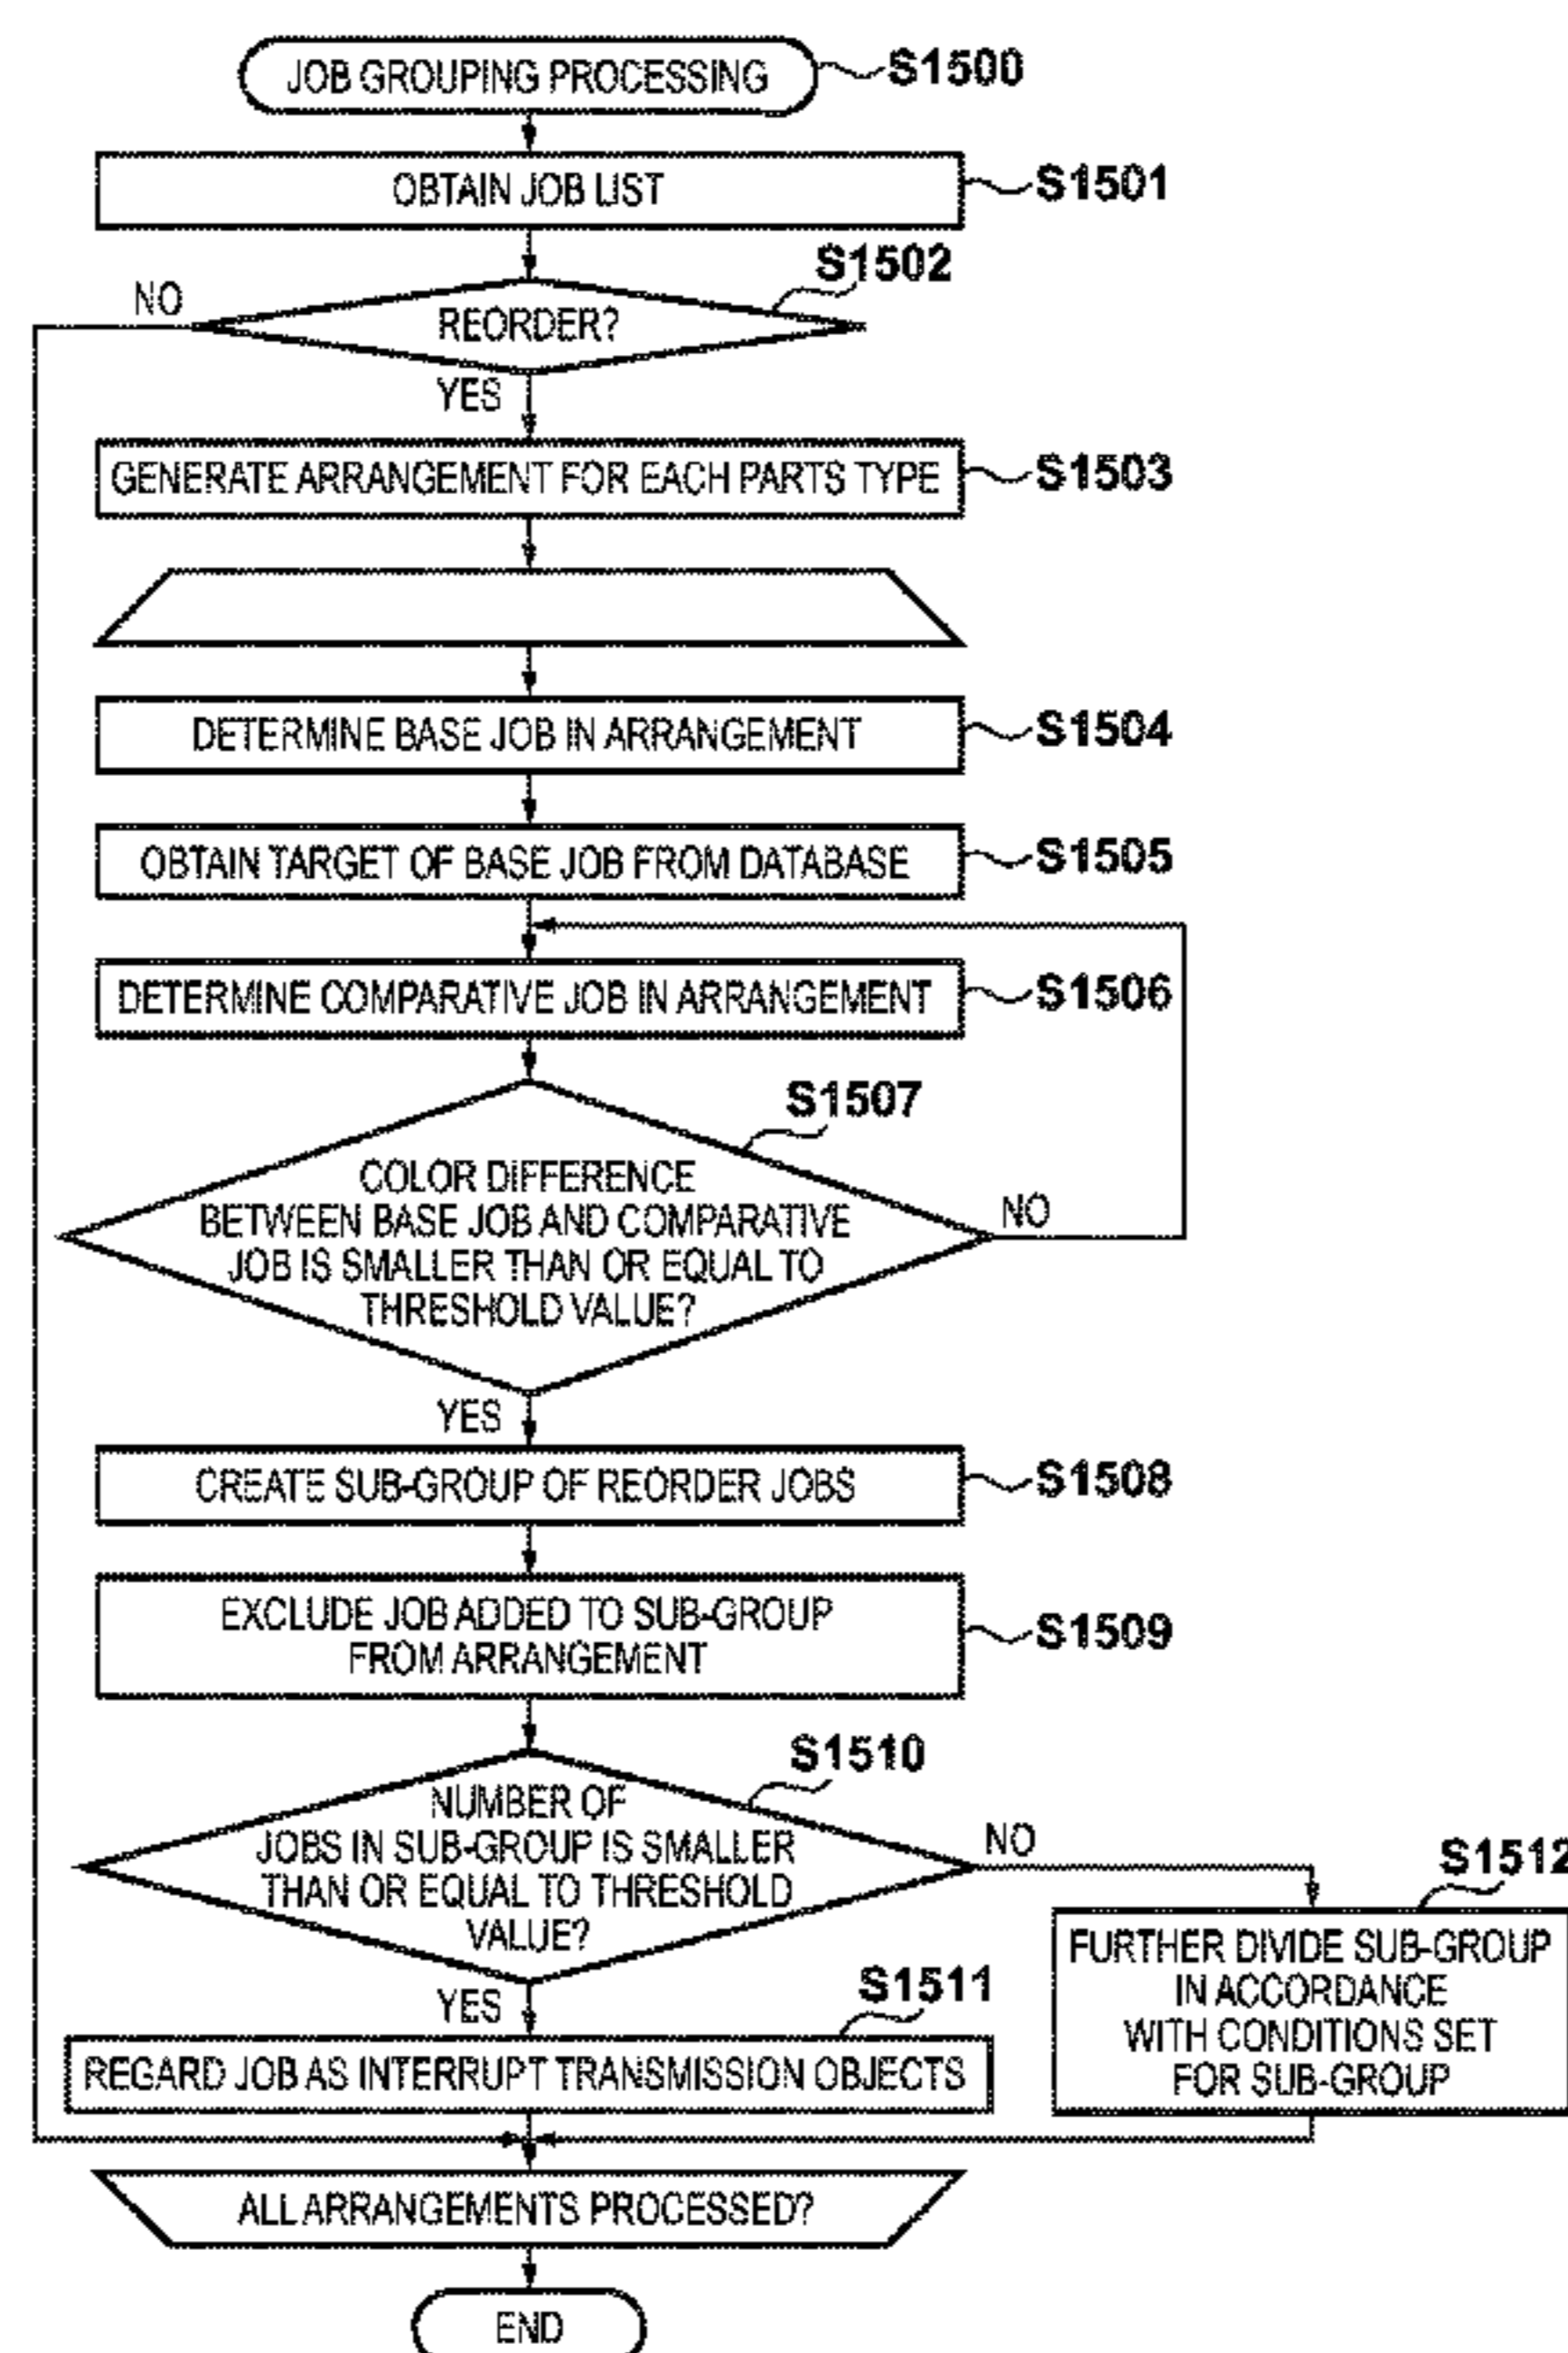 JOB GROUPING PROCESSING
S1500
OBTAIN JOB LIST
S1501
S1502
NO
REORDER?
YES
GENERATE ARRANGEMENT FOR EACH PARTS TYPE
S1503
DETERMINE BASE JOB IN ARRANGEMENT
S1504
OBTAIN TARGET OF BASE JOB FROM DATABASE
S1505
DETERMINE COMPARATIVE JOB IN ARRANGEMENT
S1506
S1507
COLOR DIFFERENCE
BETWEEN BASE JOB AND COMPARATIVE
JOB IS SMALLER THAN OR EQUAL TO
THRESHOLD VALUE?
NO
YES
CREATE SUB-GROUP OF REORDER JOBS
S1508
EXCLUDE JOB ADDED TO SUB-GROUP
FROM ARRANGEMENT
S1509
S1510
NUMBER OF
JOBS IN SUB-GROUP IS SMALLER
THAN OR EQUAL TO THRESHOLD
VALUE?
NO
S1512
FURTHER DIVIDE SUB-GROUP
IN ACCORDANCE
WITH CONDITIONS SET
FOR SUB-GROUP
YES
S1511
REGARD JOB AS INTERRUPT TRANSMISSION OBJECTS
ALL ARRANGEMENTS PROCESSED?
END